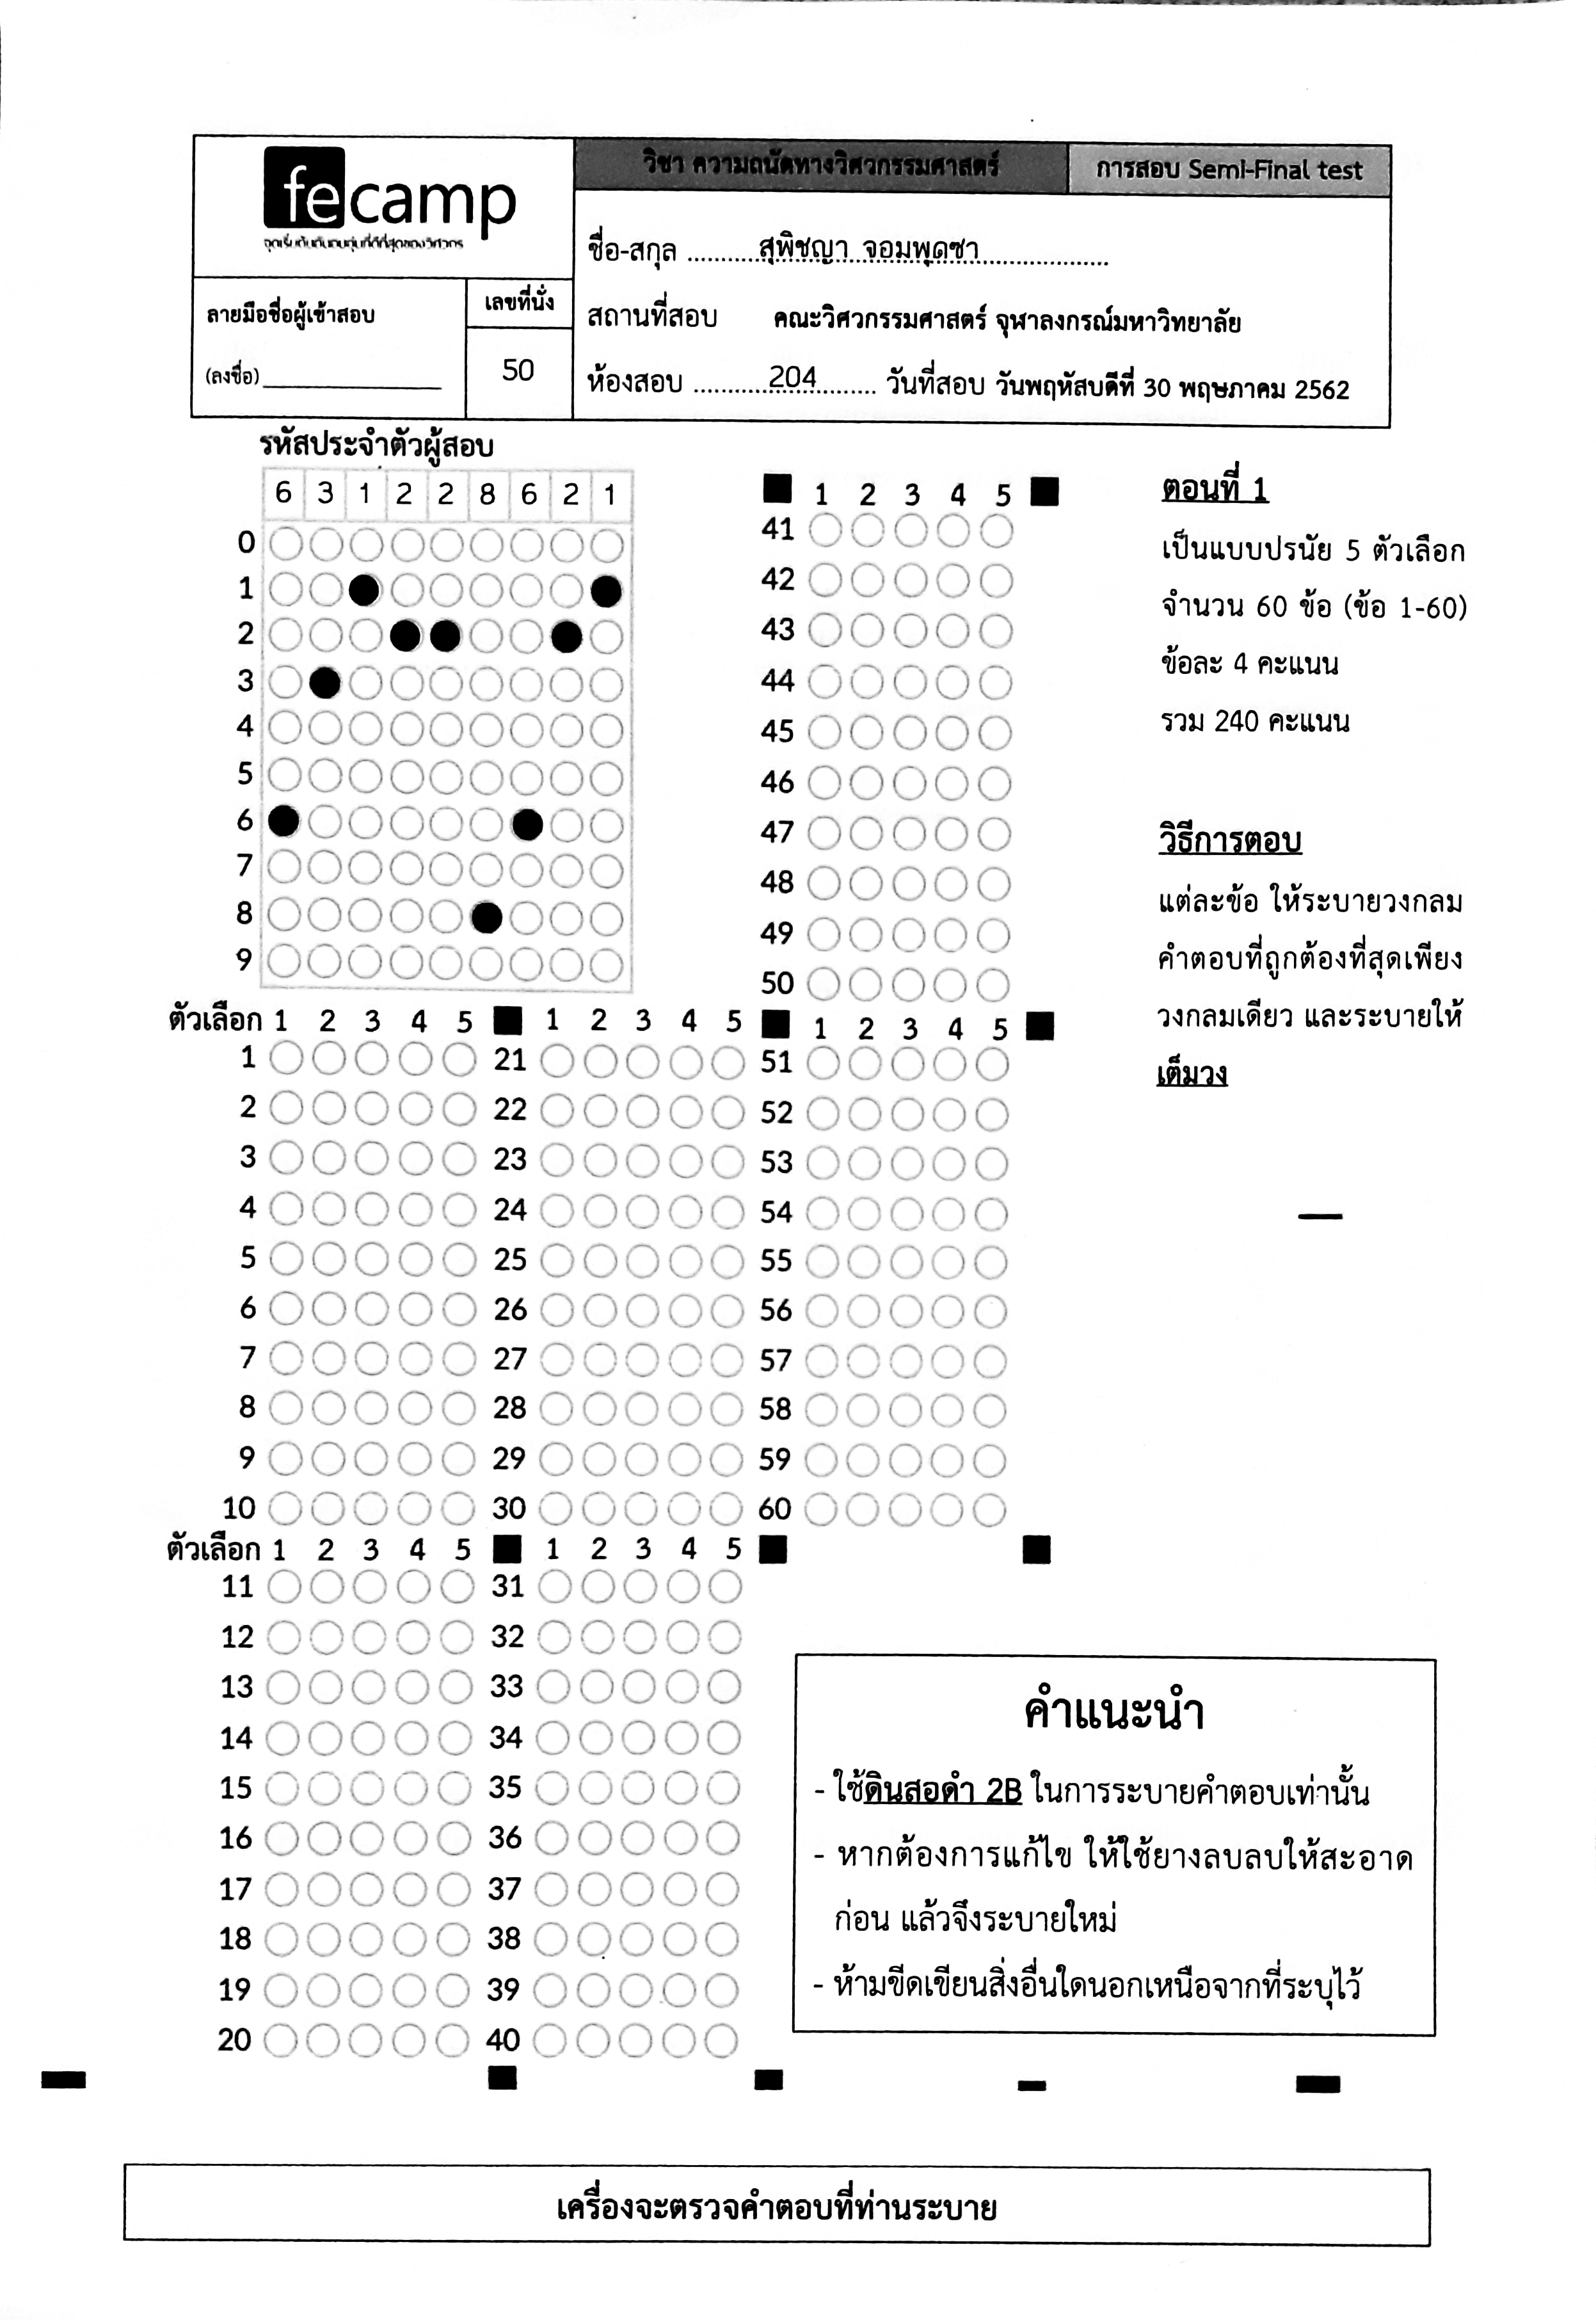 fecamp
จุดเริ่มต้นกับคนรุ่นที่ดีที่สุดของวิศวกร
วิชา ความถนัดทางวิศวกรรมศาสตร์
การสอบ Semi-Final test
ชื่อ-สกุล ..........สุพิชญา จอมพุดซา....................
ลายมือชื่อผู้เข้าสอบ
เลขที่นั่ง
(ลงชื่อ)____________________
50
สถานที่สอบ คณะวิศวกรรมศาสตร์ จุฬาลงกรณ์มหาวิทยาลัย
ห้องสอบ ...........204.......... วันที่สอบ วันพฤหัสบดีที่ 30 พฤษภาคม 2562
รหัสประจำตัวผู้สอบ
6 3 1 2 2 8 6 2 1
0
1
2
3
4
5
6
7
8
9
1 2 3 4 5
41
42
43
44
45
46
47
48
49
50
ตอนที่ 1
เป็นแบบปรนัย 5 ตัวเลือก
จำนวน 60 ข้อ (ข้อ 1-60)
ข้อละ 4 คะแนน
รวม 240 คะแนน
วิธีการตอบ
แต่ละข้อ ให้ระบายวงกลม
คำตอบที่ถูกต้องที่สุดเพียง
วงกลมเดียว และระบายให้
เต็มวง
ตัวเลือก 1 2 3 4 5 1 2 3 4 5 1 2 3 4 5
1 21 51
2 22 52
3 23 53
4 24 54
5 25 55
6 26 56
7 27 57
8 28 58
9 29 59
10 30 60
ตัวเลือก 1 2 3 4 5 1 2 3 4 5
11 31
12 32
13 33
14 34
15 35
16 36
17 37
18 38
19 39
20 40
คำแนะนำ
- ใช้ดินสอดำ 2B ในการระบายคำตอบเท่านั้น
- หากต้องการแก้ไข ให้ใช้ยางลบลบให้สะอาด
ก่อน แล้วจึงระบายใหม่
- ห้ามขีดเขียนสิ่งอื่นใดนอกเหนือจากที่ระบุไว้
เครื่องจะตรวจคำตอบที่ท่านระบาย